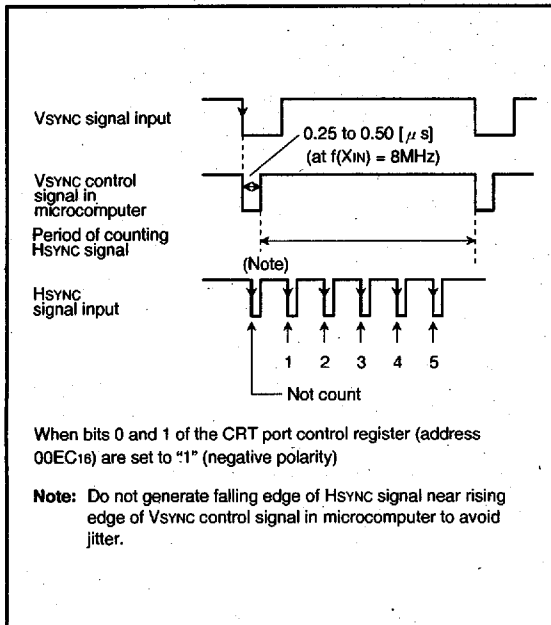 VSYNC signal input
0.25 to 0.50 [μs]
(at f(XIN) = 8MHz)
VSYNC control
signal in
microcomputer
Period of counting
HSYNC signal
(Note)
HSYNC
signal input
1 2 3 4 5
Not count
When bits 0 and 1 of the CRT port control register (address
00EC16) are set to "1" (negative polarity)
Note: Do not generate falling edge of HSYNC signal near rising
edge of VSYNC control signal in microcomputer to avoid
jitter.